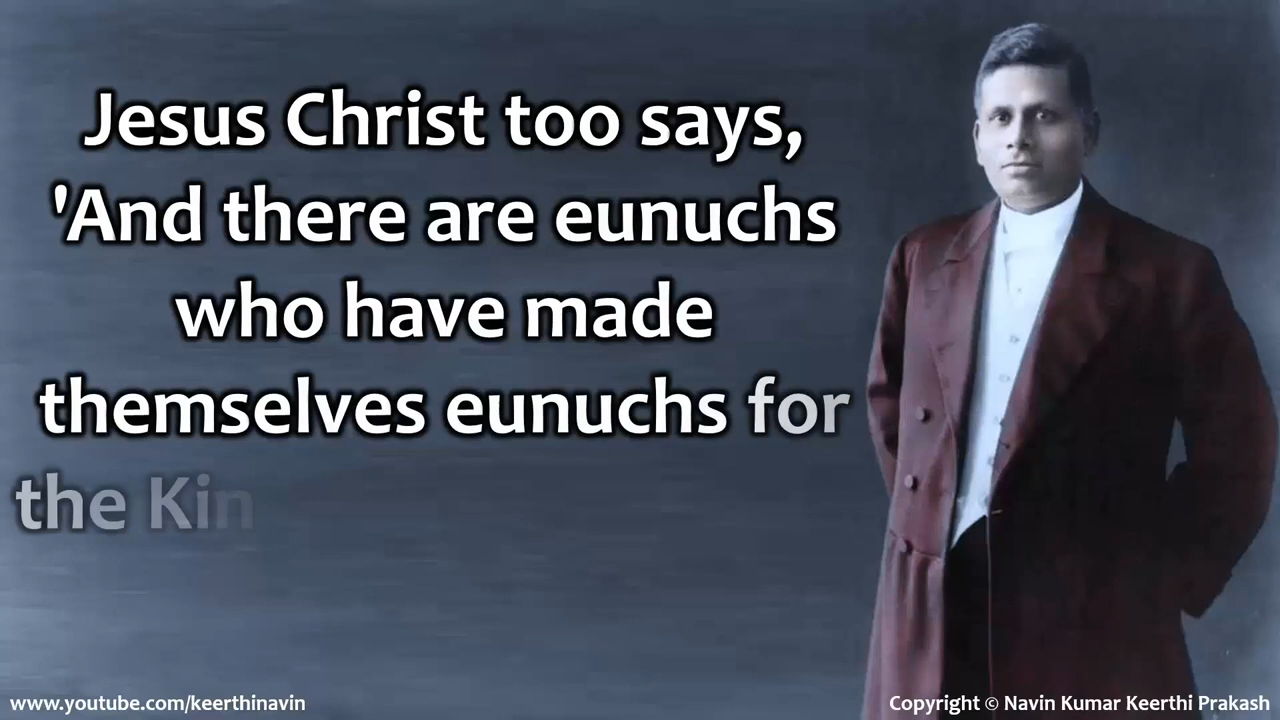 Jesus Christ too says,
'And there are eunuchs
who have made
themselves eunuchs for
the Kin
www.youtube.com/keerthinavin
Copyright © Navin Kumar Keerthi Prakash